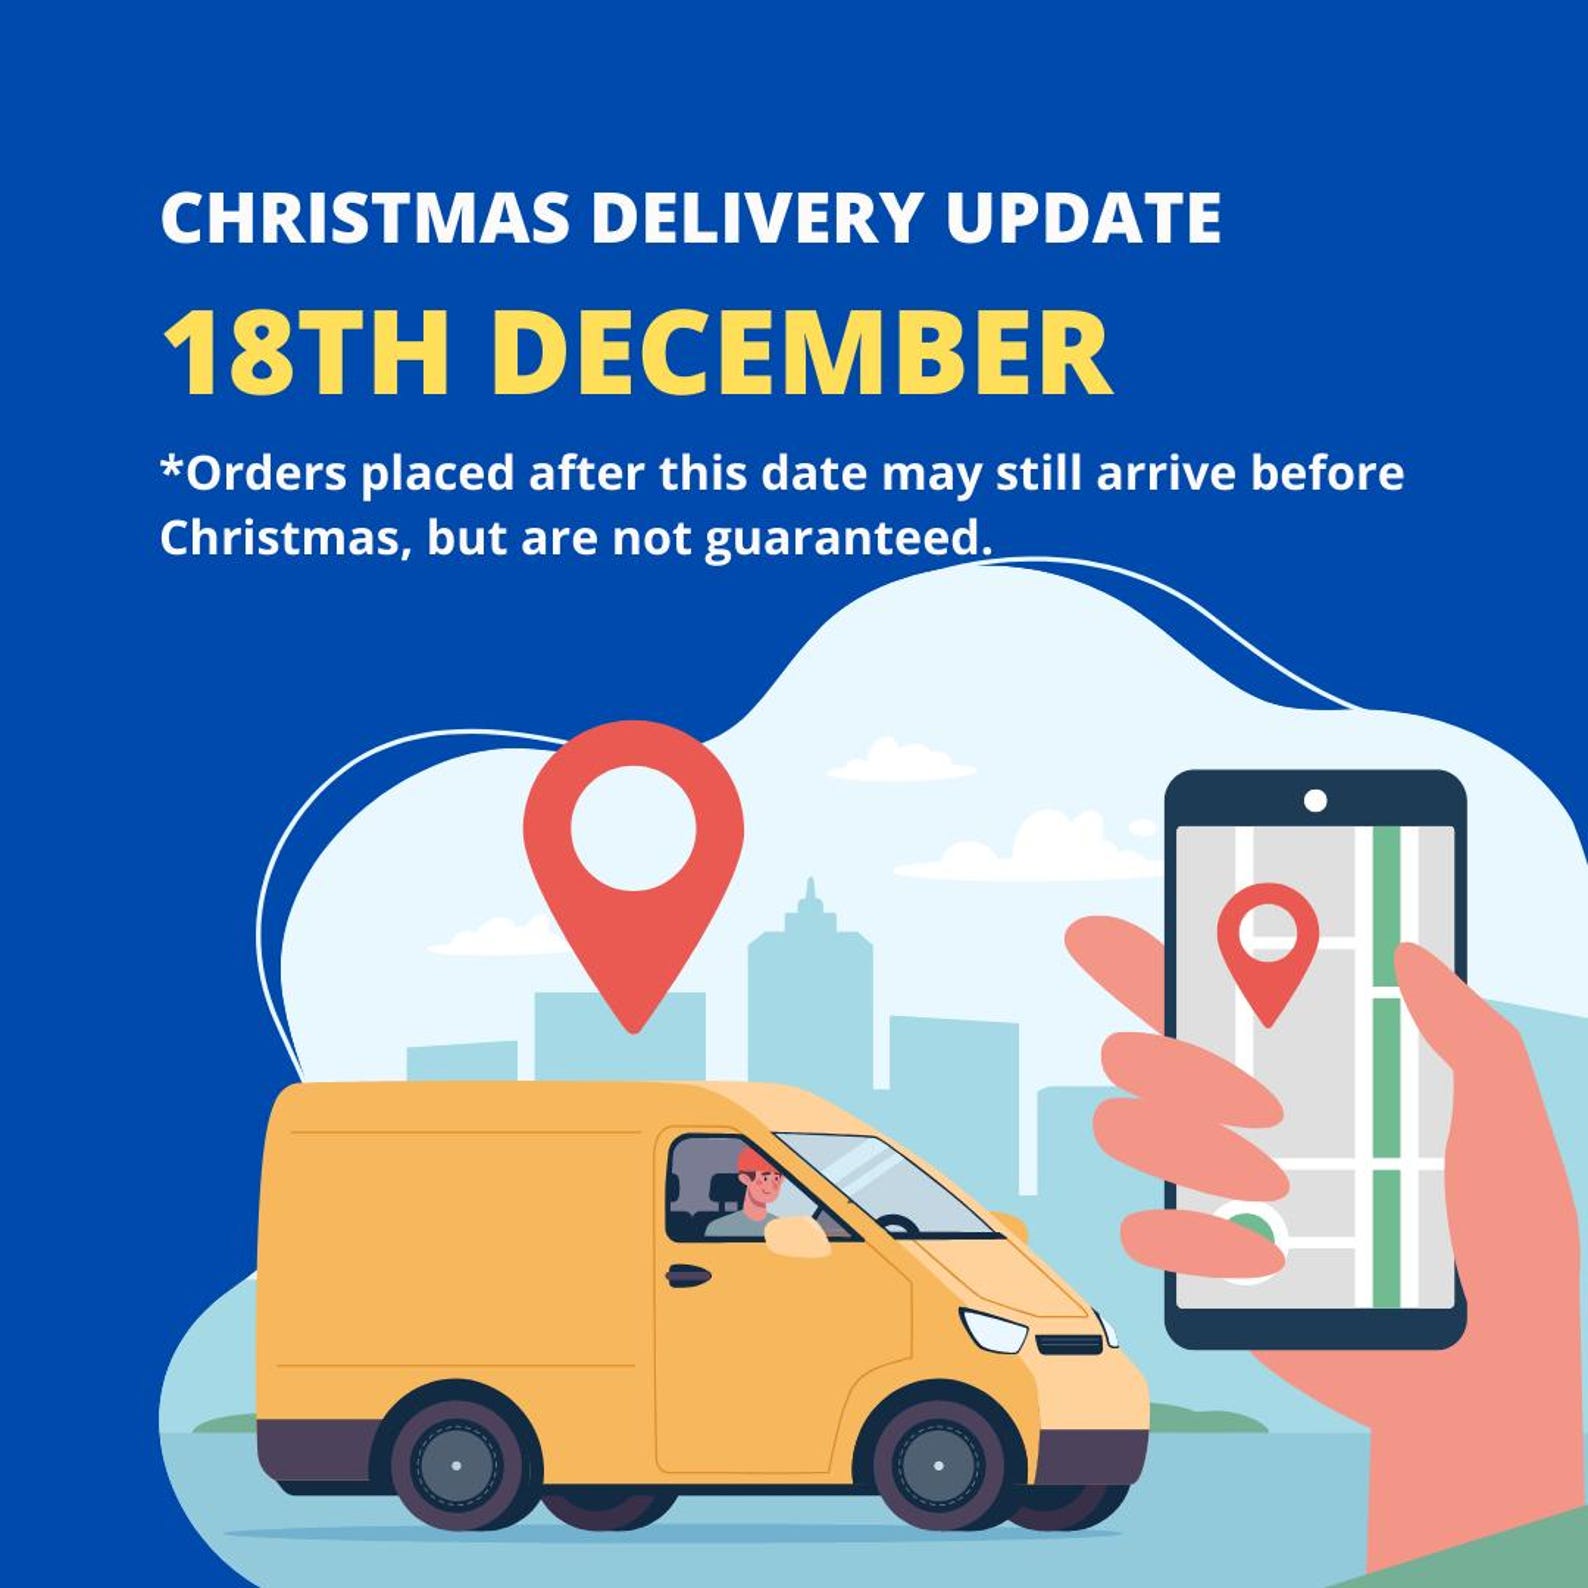 CHRISTMAS DELIVERY UPDATE
18TH DECEMBER
*Orders placed after this date may still arrive before
Christmas, but are not guaranteed.